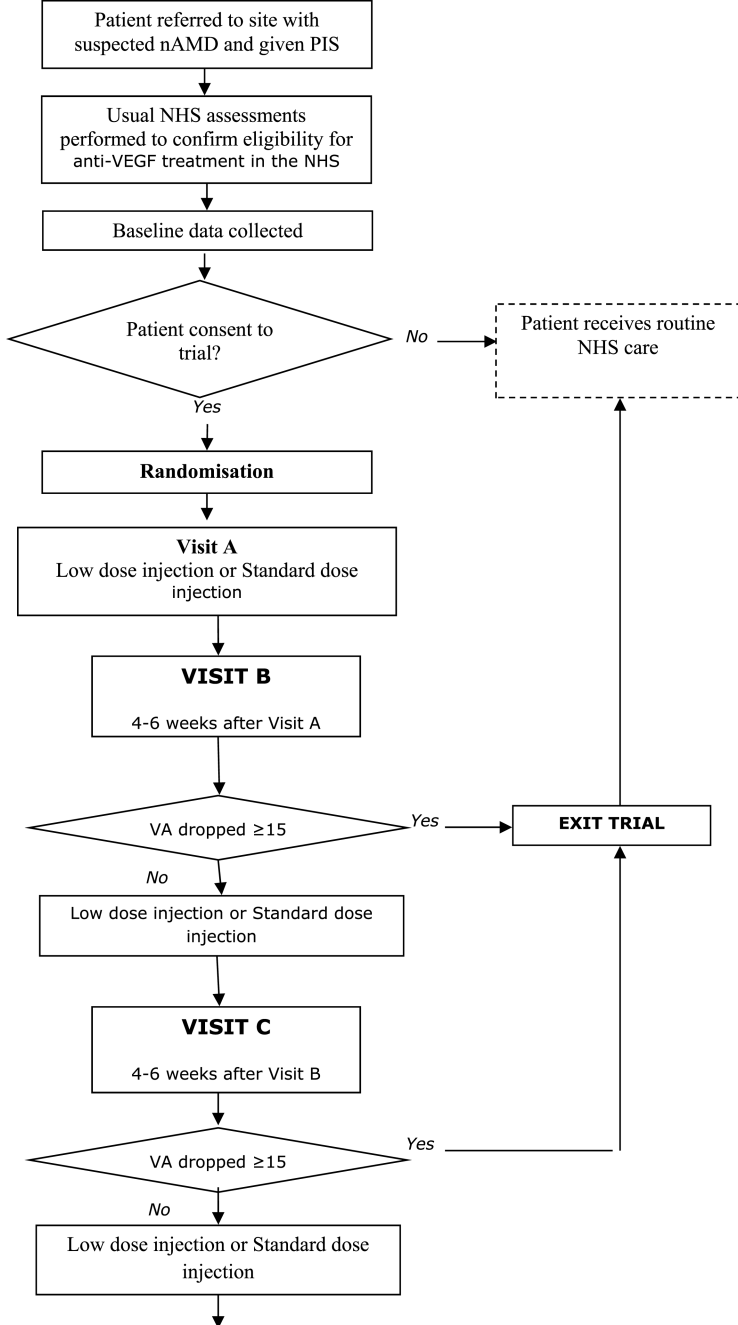 Patient referred to site with
suspected nAMD and given PIS
Usual NHS assessments
performed to confirm eligibility for
anti-VEGF treatment in the NHS
Baseline data collected
Patient consent to
trial?
No
Patient receives routine
NHS care
Yes
Randomisation
Visit A
Low dose injection or Standard dose
injection
VISIT B
4-6 weeks after Visit A
VA dropped ≥15
Yes
EXIT TRIAL
No
Low dose injection or Standard dose
injection
VISIT C
4-6 weeks after Visit B
VA dropped ≥15
Yes
No
Low dose injection or Standard dose
injection